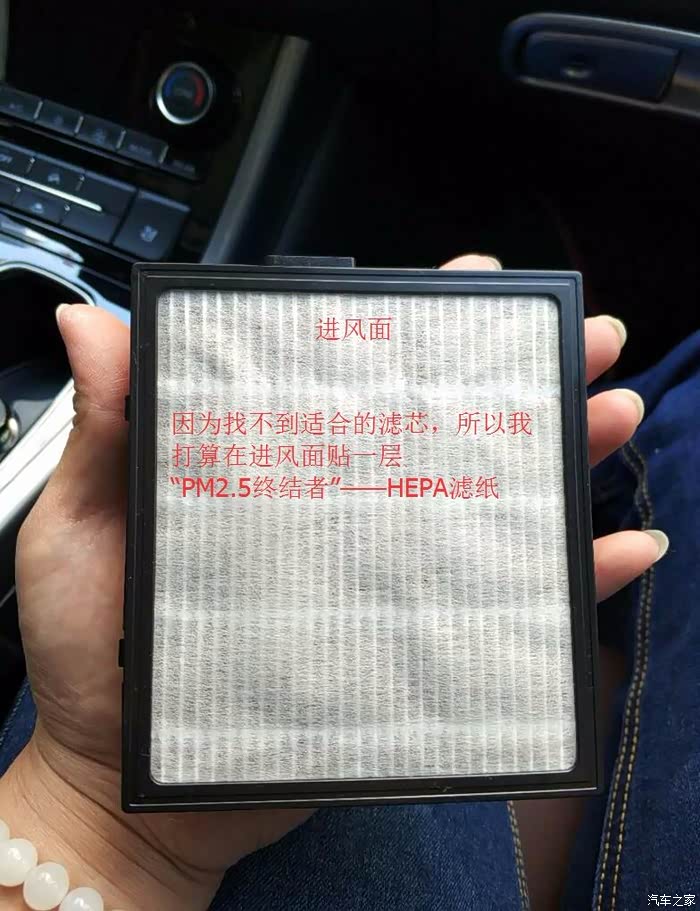 进风面
因为找不到适合的滤芯，所以我
打算在进风面贴一层
“PM2.5终结者”——HEPA滤纸
汽车之家